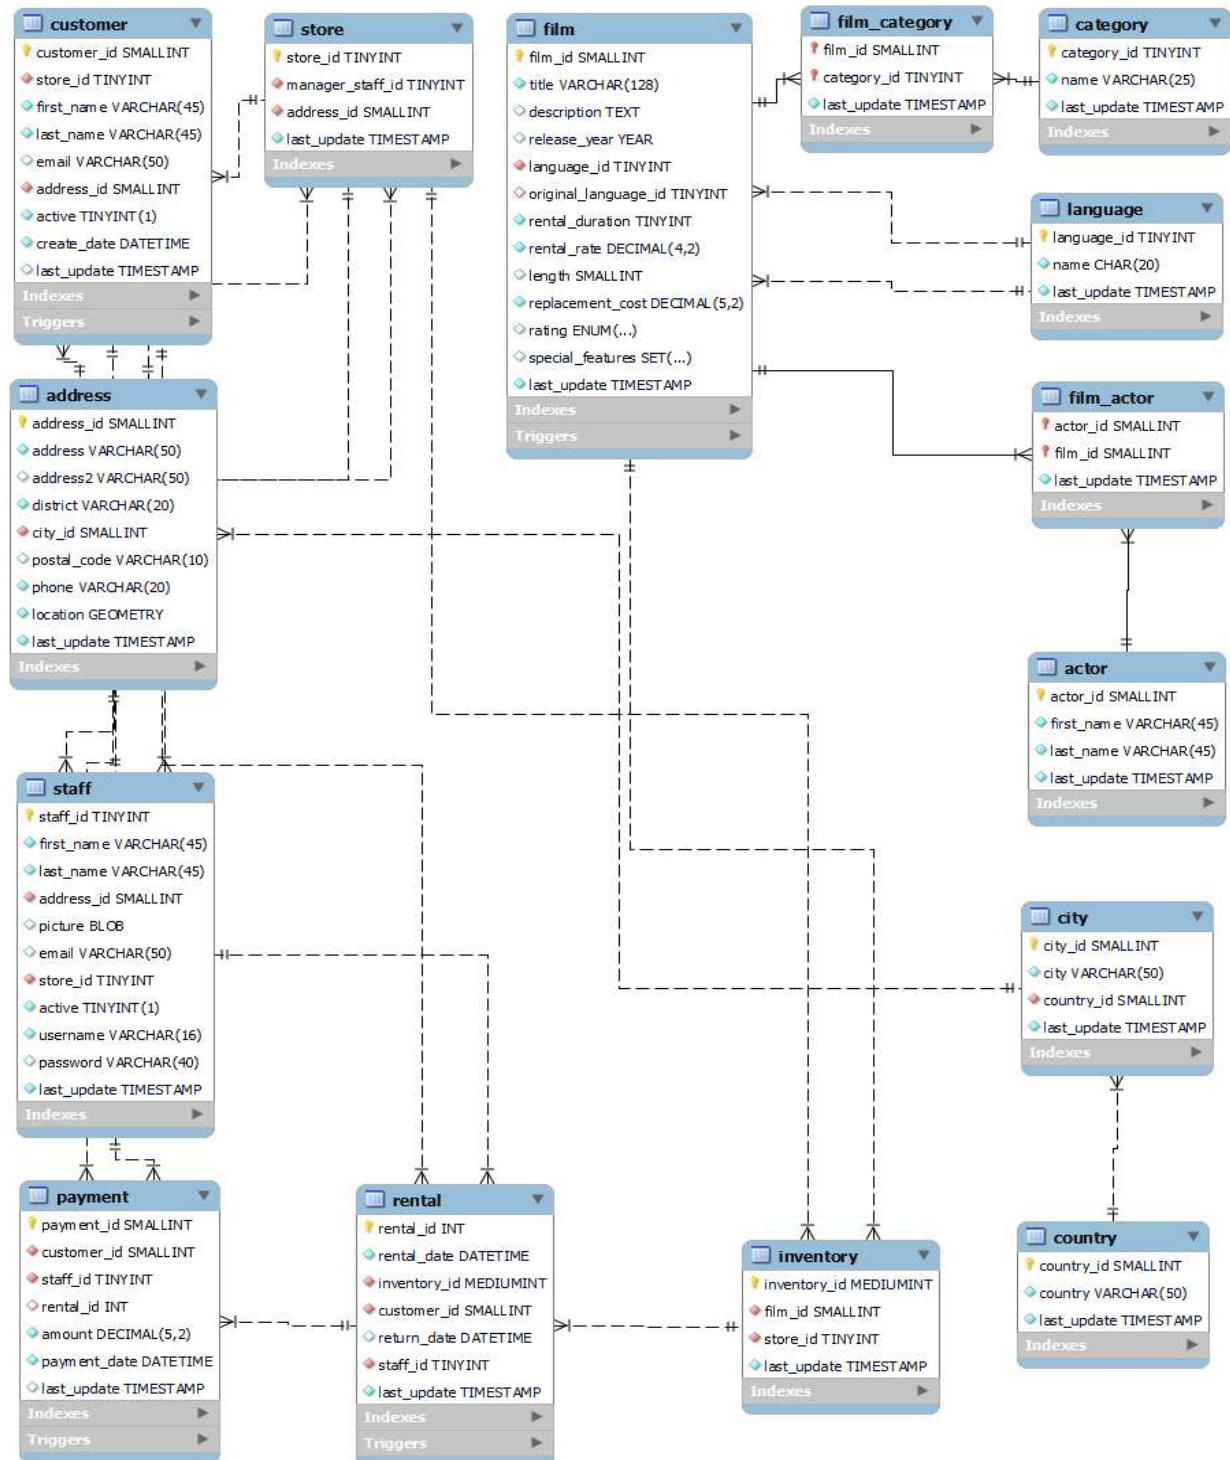 customer
customer_id SMALLINT
store_id TINYINT
first_name VARCHAR(45)
last_name VARCHAR(45)
email VARCHAR(50)
address_id SMALLINT
active TINYINT(1)
create_date DATETIME
last_update TIMESTAMP
Indexes
Triggers
store
store_id TINYINT
manager_staff_id TINYINT
address_id SMALLINT
last_update TIMESTAMP
Indexes
film
film_id SMALLINT
title VARCHAR(128)
description TEXT
release_year YEAR
language_id TINYINT
original_language_id TINYINT
rental_duration TINYINT
rental_rate DECIMAL(4,2)
length SMALLINT
replacement_cost DECIMAL(5,2)
rating ENUM(...)
special_features SET(...)
last_update TIMESTAMP
Indexes
Triggers
film_category
film_id SMALLINT
category_id TINYINT
last_update TIMESTAMP
Indexes
category
category_id TINYINT
name VARCHAR(25)
last_update TIMESTAMP
Indexes
language
language_id TINYINT
name CHAR(20)
last_update TIMESTAMP
Indexes
address
address_id SMALLINT
address VARCHAR(50)
address2 VARCHAR(50)
district VARCHAR(20)
city_id SMALLINT
postal_code VARCHAR(10)
phone VARCHAR(20)
location GEOMETRY
last_update TIMESTAMP
Indexes
film_actor
actor_id SMALLINT
film_id SMALLINT
last_update TIMESTAMP
Indexes
actor
actor_id SMALLINT
first_name VARCHAR(45)
last_name VARCHAR(45)
last_update TIMESTAMP
Indexes
staff
staff_id TINYINT
first_name VARCHAR(45)
last_name VARCHAR(45)
address_id SMALLINT
picture BLOB
email VARCHAR(50)
store_id TINYINT
active TINYINT(1)
username VARCHAR(16)
password VARCHAR(40)
last_update TIMESTAMP
Indexes
city
city_id SMALLINT
city VARCHAR(50)
country_id SMALLINT
last_update TIMESTAMP
Indexes
payment
payment_id SMALLINT
customer_id SMALLINT
staff_id TINYINT
rental_id INT
amount DECIMAL(5,2)
payment_date DATETIME
last_update TIMESTAMP
Indexes
Triggers
rental
rental_id INT
rental_date DATETIME
inventory_id MEDIUMINT
customer_id SMALLINT
return_date DATETIME
staff_id TINYINT
last_update TIMESTAMP
Indexes
Triggers
inventory
inventory_id MEDIUMINT
film_id SMALLINT
store_id TINYINT
last_update TIMESTAMP
Indexes
country
country_id SMALLINT
country VARCHAR(50)
last_update TIMESTAMP
Indexes